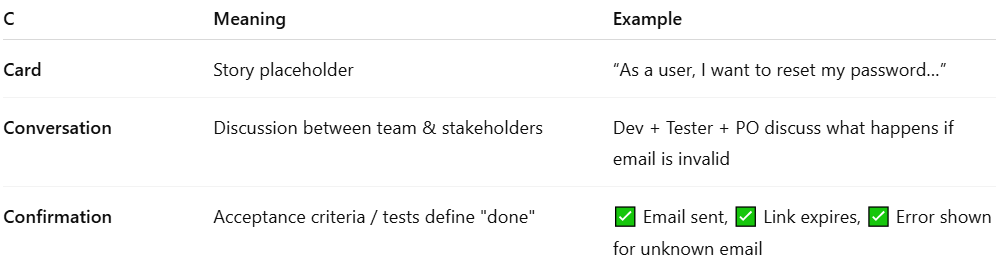 C Meaning Example
Card Story placeholder “As a user, I want to reset my password…”
Conversation Discussion between team & stakeholders Dev + Tester + PO discuss what happens if
email is invalid
Confirmation Acceptance criteria / tests define "done" ✅ Email sent, ✅ Link expires, ✅ Error shown
for unknown email